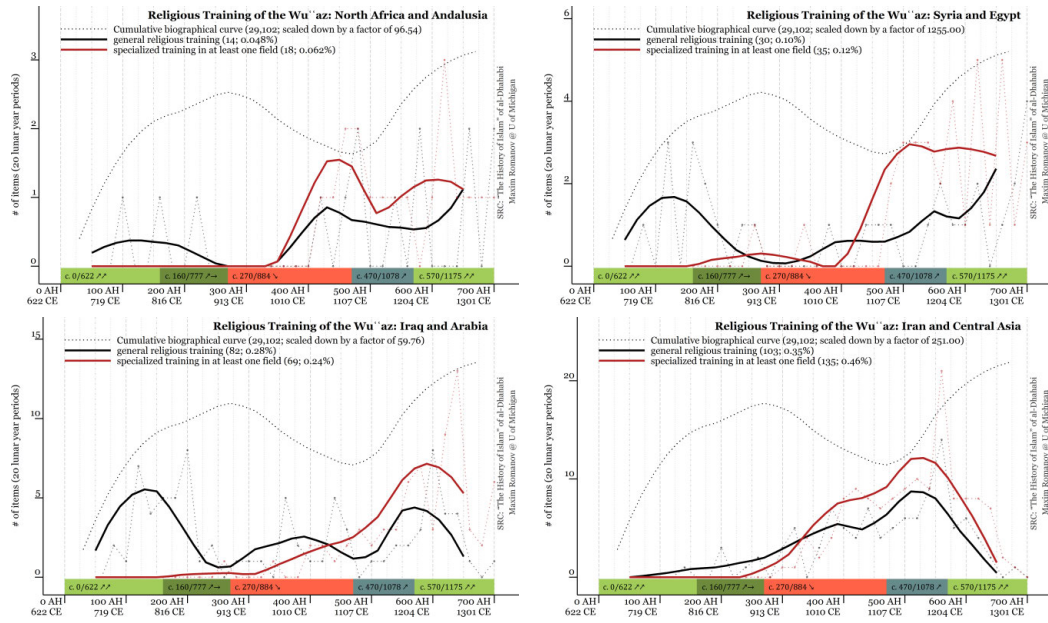 Religious Training of the Wuʿʿaz: North Africa and Andalusia
Cumulative biographical curve (29,102; scaled down by a factor of 96.54)
general religious training (14; 0.048%)
specialized training in at least one field (18; 0.062%)
# of items (20 lunar year periods)
3
2
1
0
SRC: "The History of Islam" of al-Dhahabi
Maxim Romanov @ U of Michigan
c. 0/622 ↗↗
c. 160/777 ↗→
c. 270/884 ↘
c. 470/1078 ↗
c. 570/1175 ↗↗
0 AH 100 AH 200 AH 300 AH 400 AH 500 AH 600 AH 700 AH
622 CE 719 CE 816 CE 913 CE 1010 CE 1107 CE 1204 CE 1301 CE
Religious Training of the Wuʿʿaz: Syria and Egypt
Cumulative biographical curve (29,102; scaled down by a factor of 1255.00)
general religious training (30; 0.10%)
specialized training in at least one field (35; 0.12%)
# of items (20 lunar year periods)
6
4
2
0
SRC: "The History of Islam" of al-Dhahabi
Maxim Romanov @ U of Michigan
c. 0/622 ↗↗
c. 160/777 ↗→
c. 270/884 ↘
c. 470/1078 ↗
c. 570/1175 ↗↗
0 AH 100 AH 200 AH 300 AH 400 AH 500 AH 600 AH 700 AH
622 CE 719 CE 816 CE 913 CE 1010 CE 1107 CE 1204 CE 1301 CE
Religious Training of the Wuʿʿaz: Iraq and Arabia
Cumulative biographical curve (29,102; scaled down by a factor of 59.76)
general religious training (82; 0.28%)
specialized training in at least one field (69; 0.24%)
# of items (20 lunar year periods)
15
10
5
0
SRC: "The History of Islam" of al-Dhahabi
Maxim Romanov @ U of Michigan
c. 0/622 ↗↗
c. 160/777 ↗→
c. 270/884 ↘
c. 470/1078 ↗
c. 570/1175 ↗↗
0 AH 100 AH 200 AH 300 AH 400 AH 500 AH 600 AH 700 AH
622 CE 719 CE 816 CE 913 CE 1010 CE 1107 CE 1204 CE 1301 CE
Religious Training of the Wuʿʿaz: Iran and Central Asia
Cumulative biographical curve (29,102; scaled down by a factor of 251.00)
general religious training (103; 0.35%)
specialized training in at least one field (135; 0.46%)
# of items (20 lunar year periods)
20
10
0
SRC: "The History of Islam" of al-Dhahabi
Maxim Romanov @ U of Michigan
c. 0/622 ↗↗
c. 160/777 ↗→
c. 270/884 ↘
c. 470/1078 ↗
c. 570/1175 ↗↗
0 AH 100 AH 200 AH 300 AH 400 AH 500 AH 600 AH 700 AH
622 CE 719 CE 816 CE 913 CE 1010 CE 1107 CE 1204 CE 1301 CE